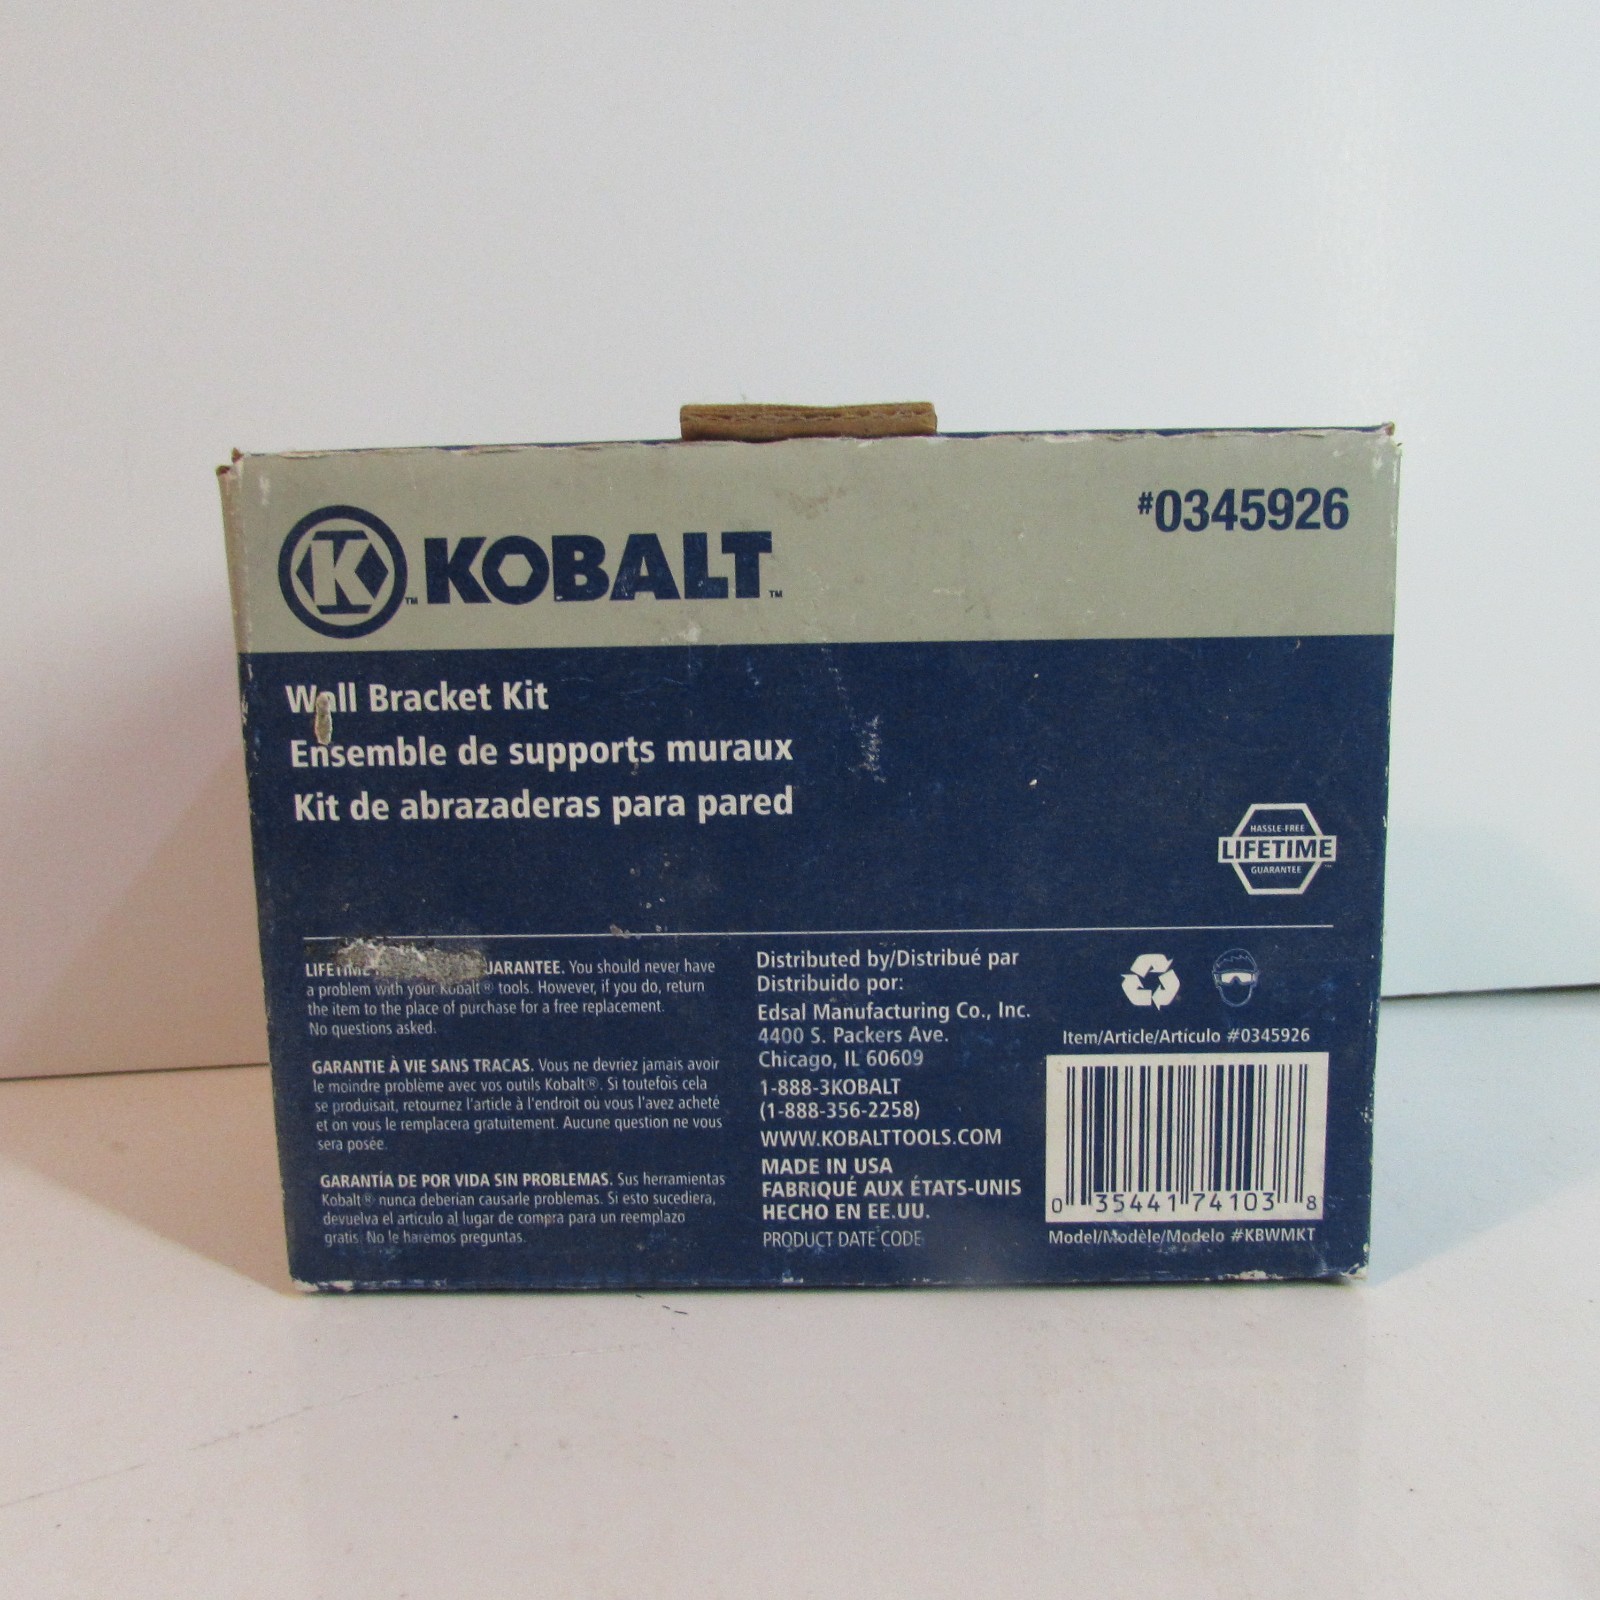 #0345926
K™ KOBALT™
Wall Bracket Kit
Ensemble de supports muraux
Kit de abrazaderas para pared
HASSLE-FREE
LIFETIME
GUARANTEE
LIFETIME UARANTEE. You should never have
a problem with your Kobalt® tools. However, if you do, return
the item to the place of purchase for a free replacement.
No questions asked.
GARANTIE À VIE SANS TRACAS. Vous ne devriez jamais avoir
le moindre problème avec vos outils Kobalt®. Si toutefois cela
se produisait, retournez l'article à l'endroit où vous l'avez acheté
et on vous le remplacera gratuitement. Aucune question ne vous
sera posée.
GARANTÍA DE POR VIDA SIN PROBLEMAS. Sus herramientas
Kobalt® nunca deberían causarle problemas. Si esto sucediera,
devuelva el artículo al lugar de compra para un reemplazo
gratis. No le haremos preguntas.
Distributed by/Distribué par
Distribuido por:
Edsal Manufacturing Co., Inc.
4400 S. Packers Ave.
Chicago, IL 60609
1-888-3KOBALT
(1-888-356-2258)
WWW.KOBALTTOOLS.COM
MADE IN USA
FABRIQUÉ AUX ÉTATS-UNIS
HECHO EN EE.UU.
PRODUCT DATE CODE
Item/Article/Artículo #0345926
0 35441 74103 8
Model/Modèle/Modelo #KBWMKT